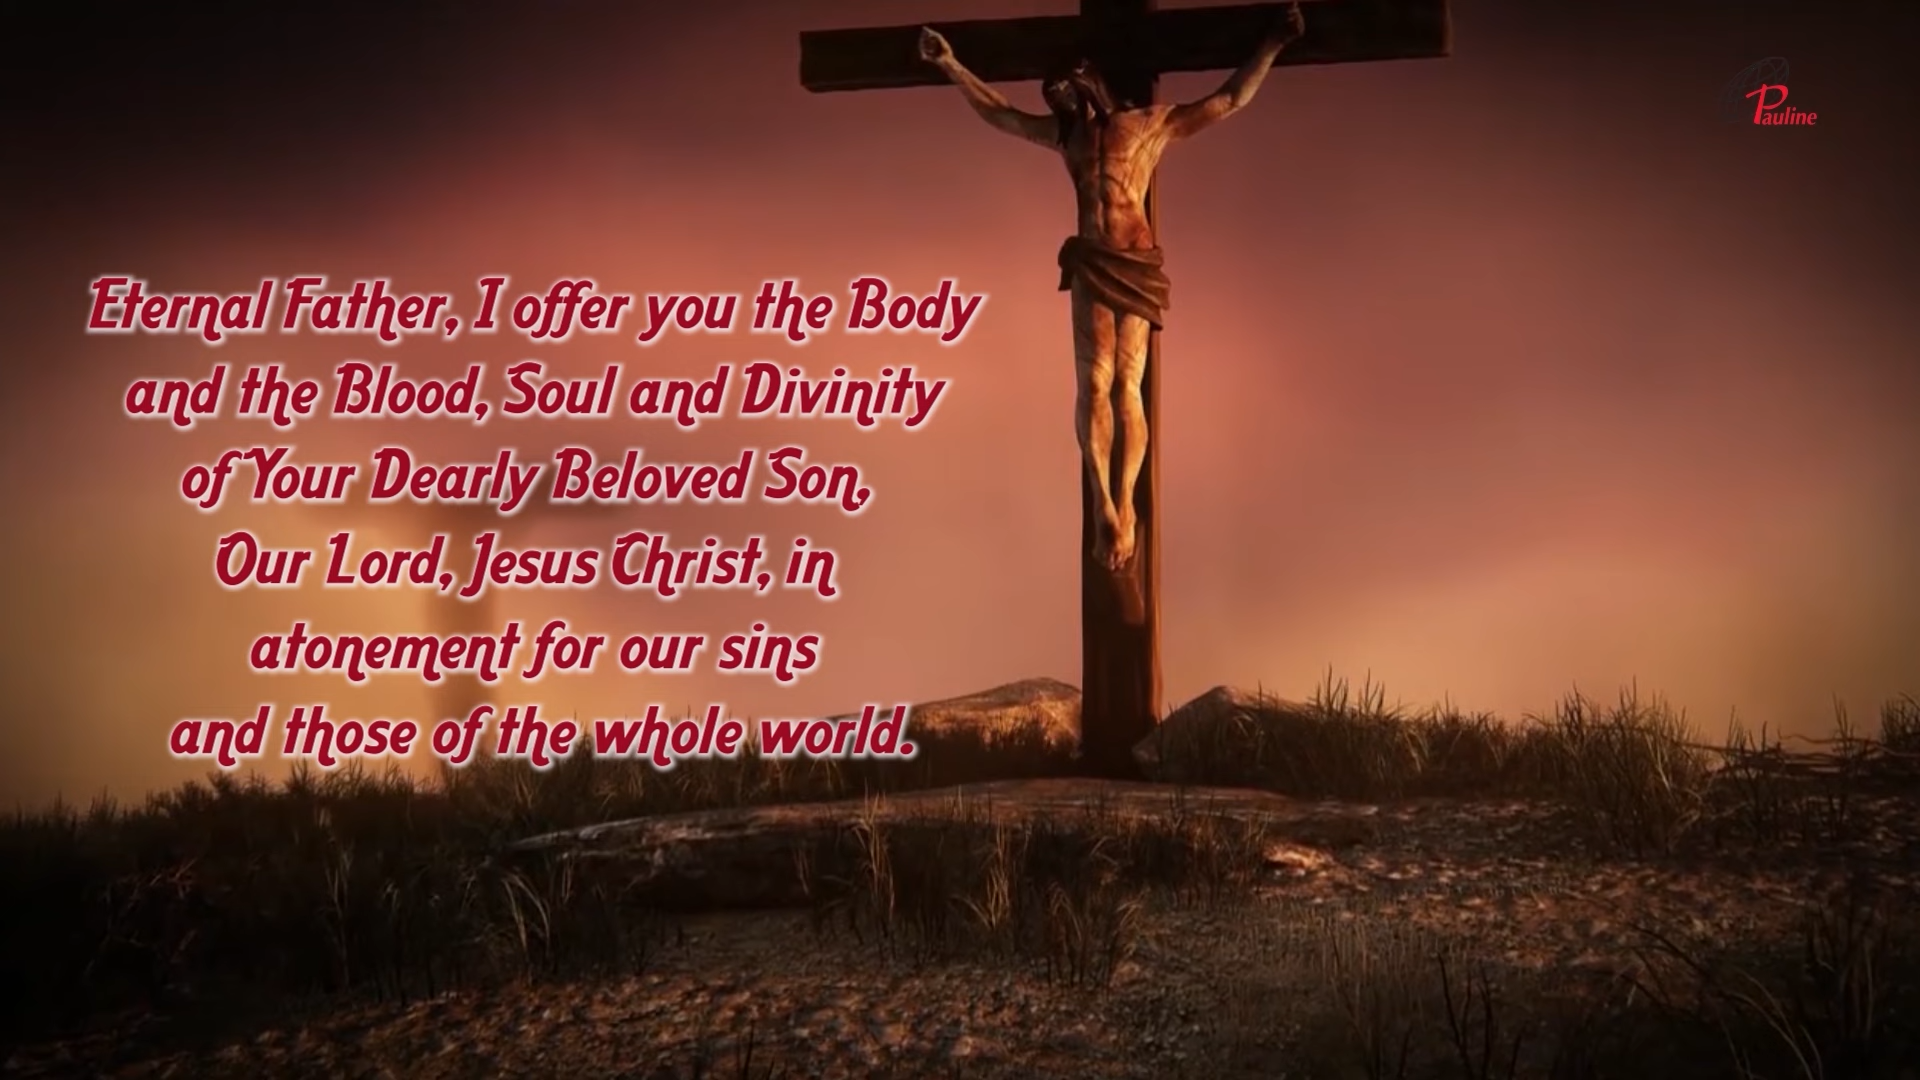 Pauline
Eternal Father, I offer you the Body
and the Blood, Soul and Divinity
of Your Dearly Beloved Son,
Our Lord, Jesus Christ, in
atonement for our sins
and those of the whole world.